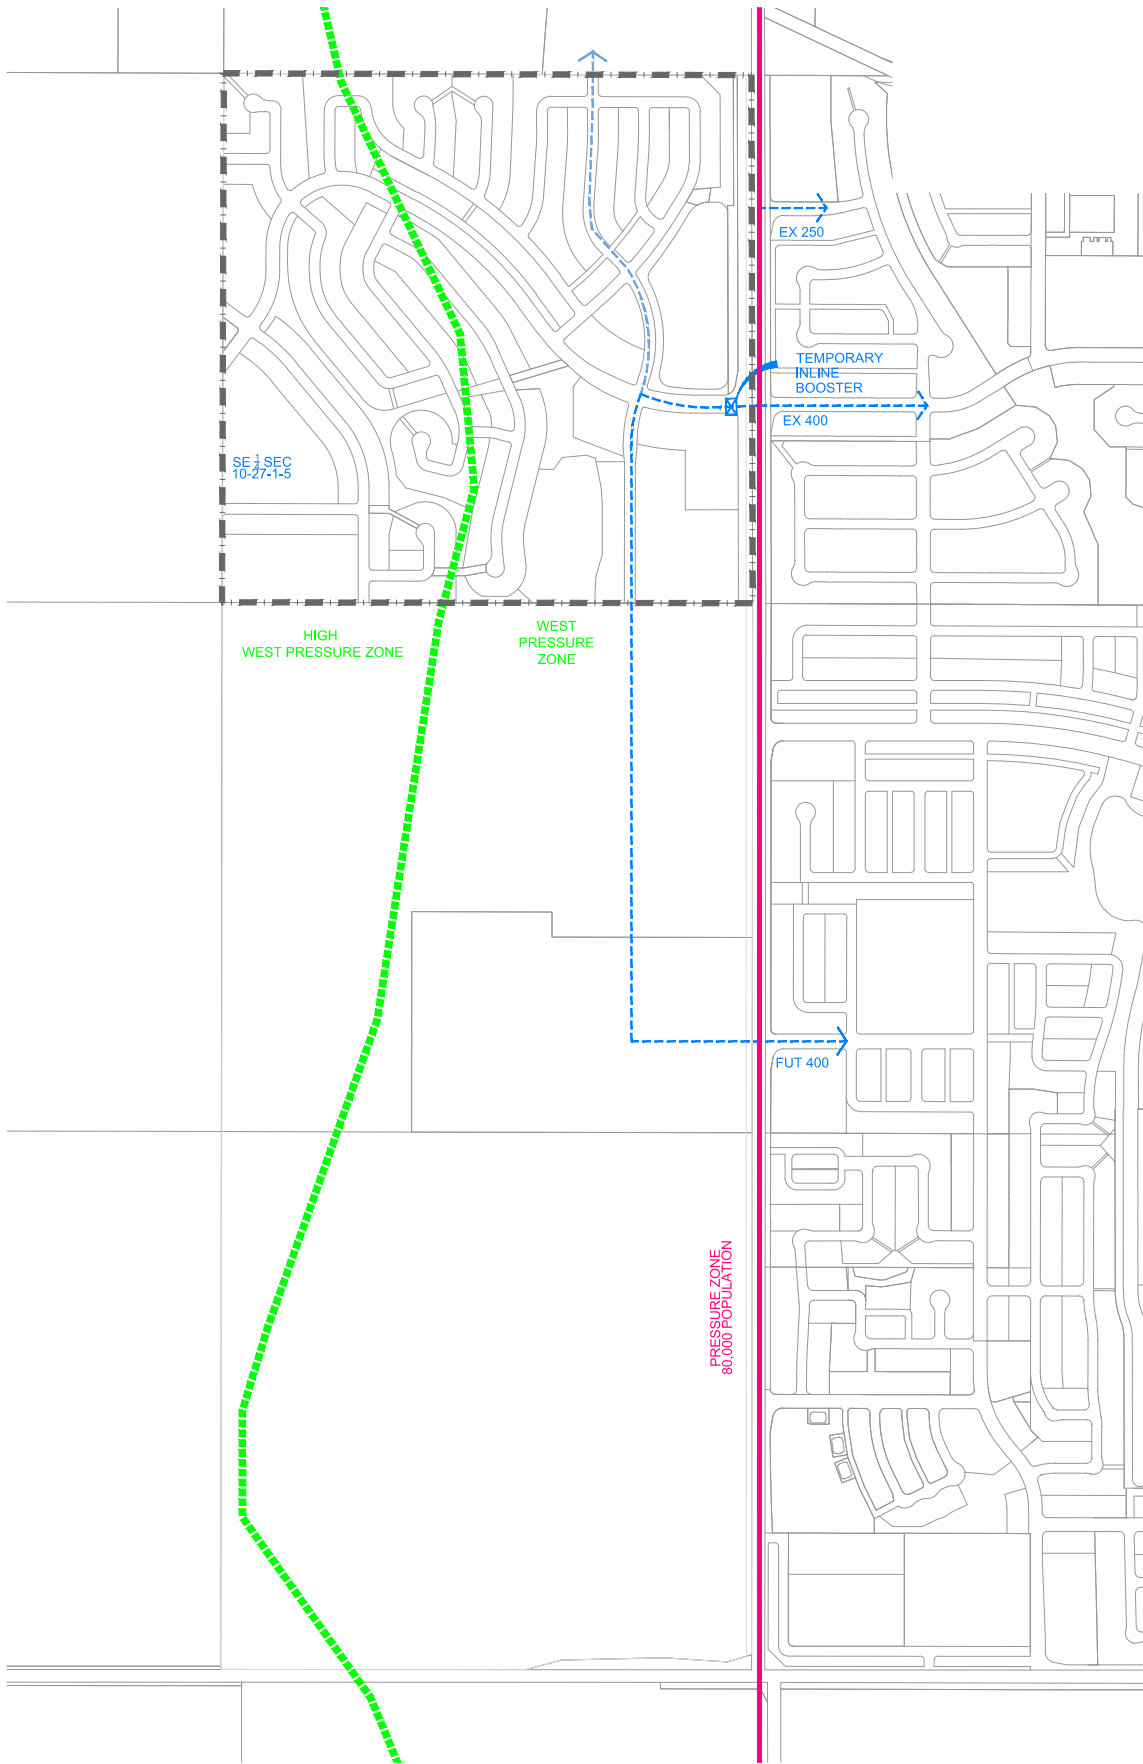 EX 250
TEMPORARY
INLINE
BOOSTER
EX 400
SE 1/4 SEC
10-27-1-5
HIGH
WEST PRESSURE ZONE
WEST
PRESSURE
ZONE
FUT 400
PRESSURE ZONE
80,000 POPULATION